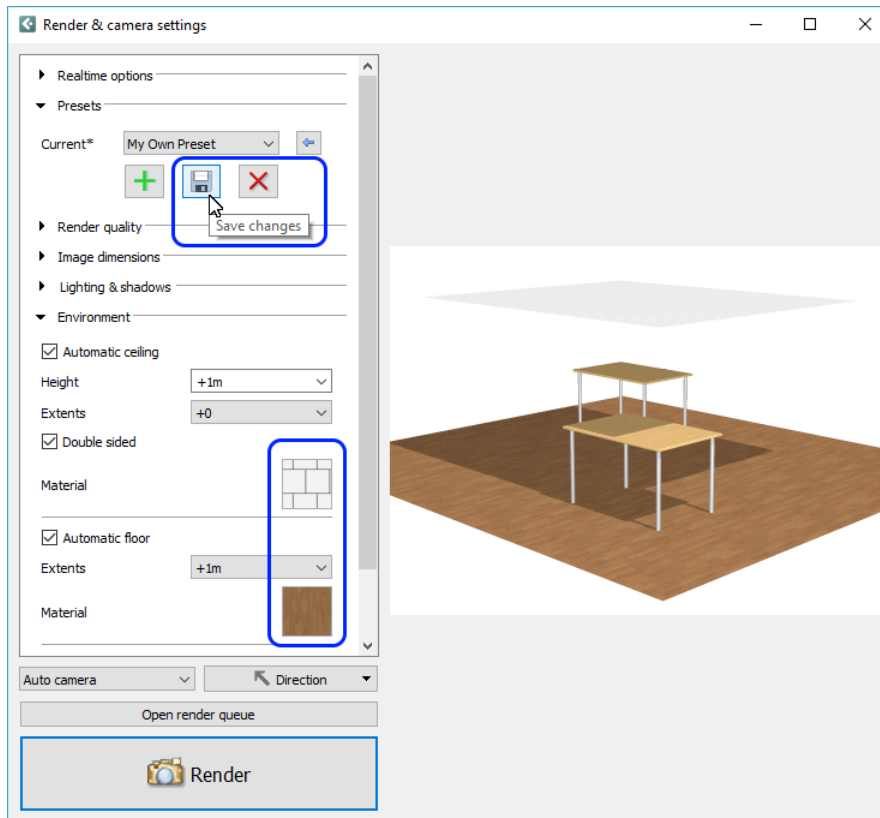 Render & camera settings
Realtime options
Presets
Current* My Own Preset
Save changes
Render quality
Image dimensions
Lighting & shadows
Environment
Automatic ceiling
Height +1m
Extents +0
Double sided
Material
Automatic floor
Extents +1m
Material
Auto camera Direction
Open render queue
Render